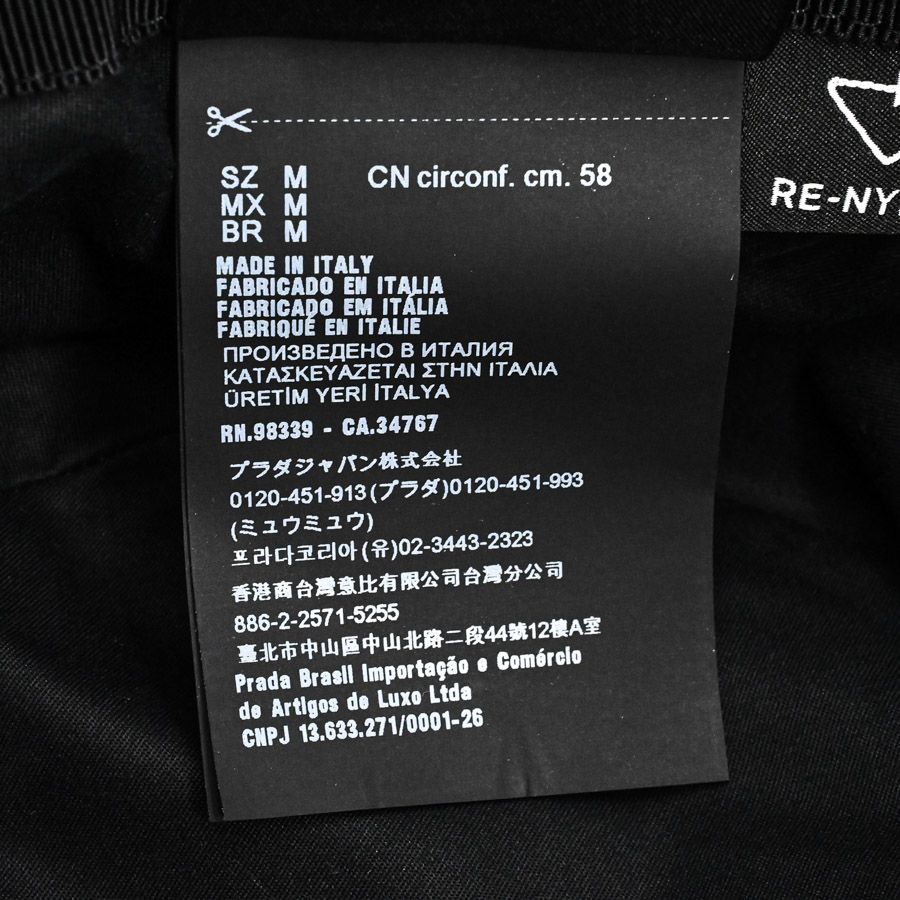 SZ M CN circonf. cm. 58
MX M
BR M
MADE IN ITALY
FABRICADO EN ITALIA
FABRICADO EM ITÁLIA
FABRIQUÉ EN ITALIE
ПРОИЗВЕДЕНО В ИТАЛИЯ
ΚΑΤΑΣΚΕΥΑΖΕΤΑΙ ΣΤΗΝ ΙΤΑΛΙΑ
ÜRETİM YERİ İTALYA
RN.98339 - CA.34767
プラダジャパン株式会社
0120-451-913(プラダ)0120-451-993
(ミュウミュウ)
프라다코리아(유)02-3443-2323
香港商台灣意比有限公司台灣分公司
886-2-2571-5255
臺北市中山區中山北路二段44號12樓A室
Prada Brasil Importação e Comércio
de Artigos de Luxo Ltda
CNPJ 13.633.271/0001-26
RE-NY